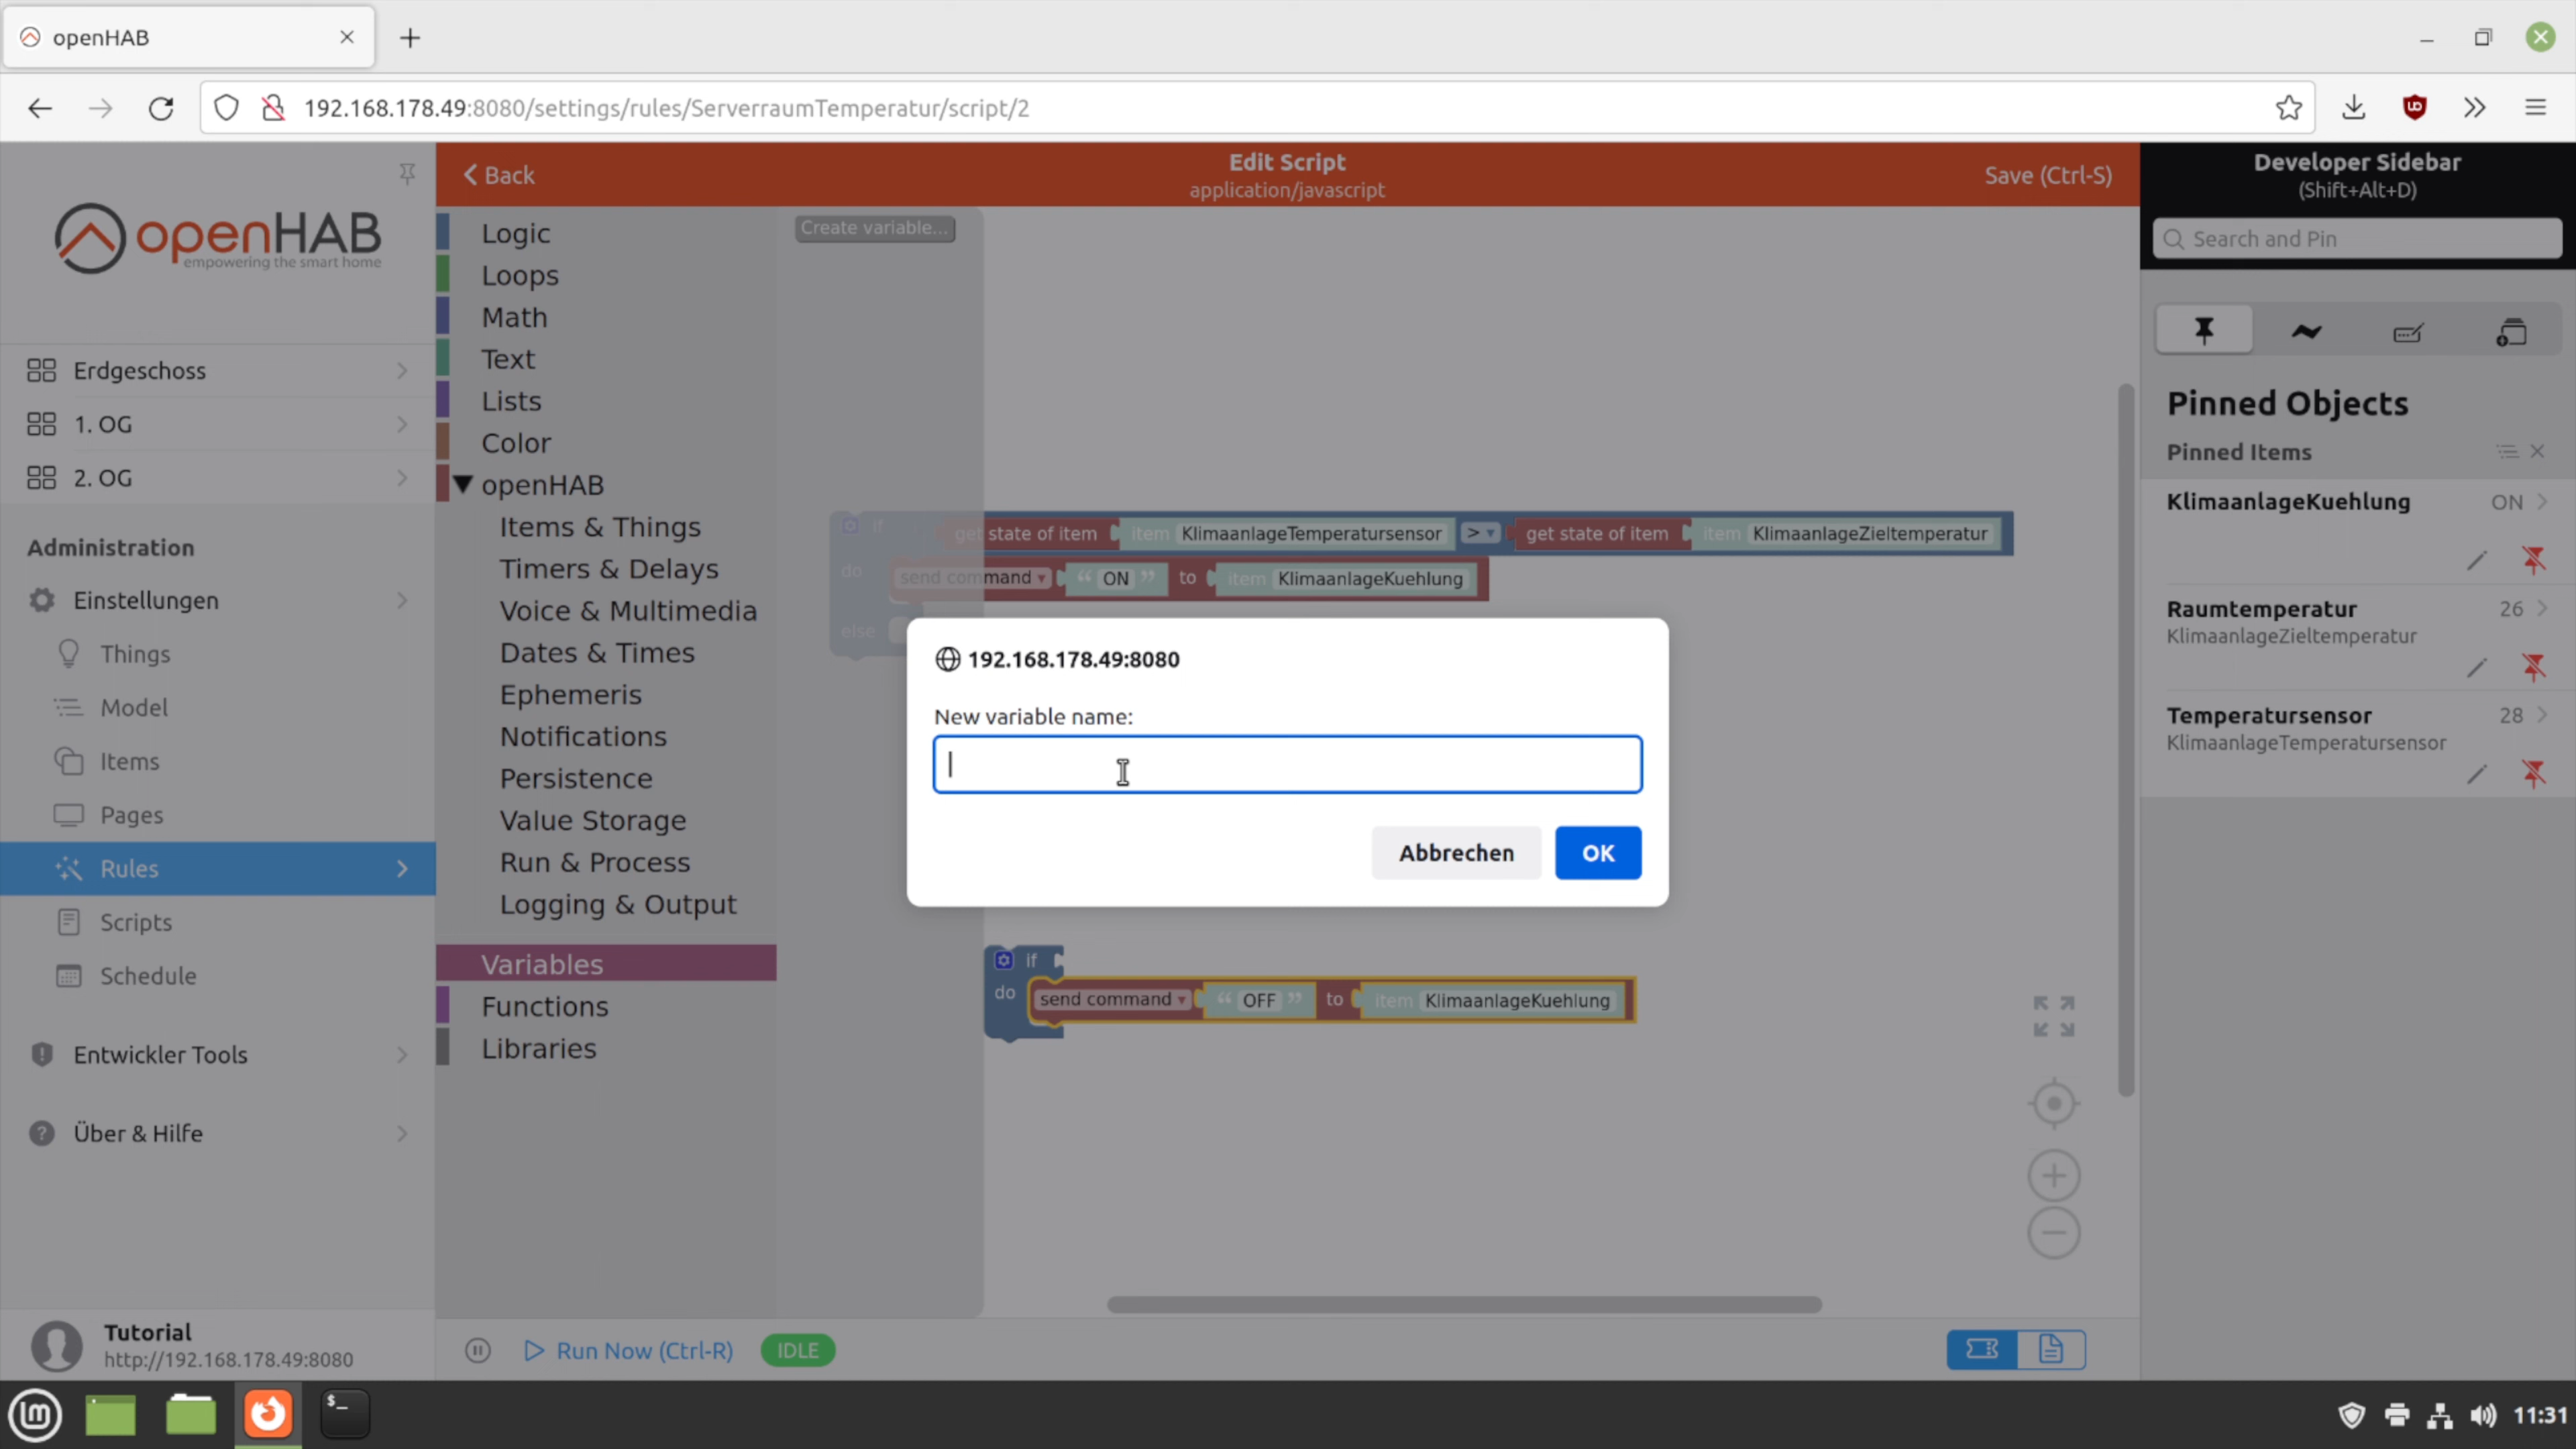 openHAB
192.168.178.49:8080/settings/rules/ServerraumTemperatur/script/2
openHAB
empowering the smart home
Erdgeschoss
1. OG
2. OG
Administration
Einstellungen
Things
Model
Items
Pages
Rules
Scripts
Schedule
Entwickler Tools
Über & Hilfe
Tutorial
http://192.168.178.49:8080
Back
Edit Script
application/javascript
Save (Ctrl-S)
Logic
Loops
Math
Text
Lists
Color
openHAB
Items & Things
Timers & Delays
Voice & Multimedia
Dates & Times
Ephemeris
Notifications
Persistence
Value Storage
Run & Process
Logging & Output
Variables
Functions
Libraries
Create variable...
if get state of item item KlimaanlageTemperatursensor > get state of item item KlimaanlageZieltemperatur
do send command “ ON ” to item KlimaanlageKuehlung
else
192.168.178.49:8080
New variable name:
Abbrechen OK
if
do send command “ OFF ” to item KlimaanlageKuehlung
Run Now (Ctrl-R) IDLE
Developer Sidebar
(Shift+Alt+D)
Search and Pin
Pinned Objects
Pinned Items
KlimaanlageKuehlung ON
Raumtemperatur 26
KlimaanlageZieltemperatur
Temperatursensor 28
KlimaanlageTemperatursensor
$_
11:31